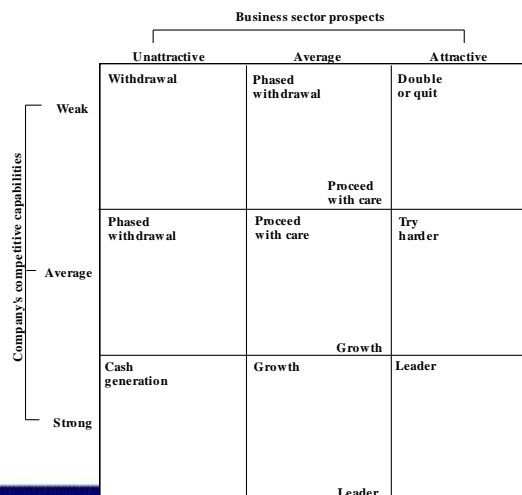 Business sector prospects
Unattractive Average Attractive
Company's competitive capabilities
Weak
Withdrawal
Phased
withdrawal
Proceed
with care
Double
or quit
Average
Phased
withdrawal
Proceed
with care
Growth
Try
harder
Strong
Cash
generation
Growth
Leader
Leader